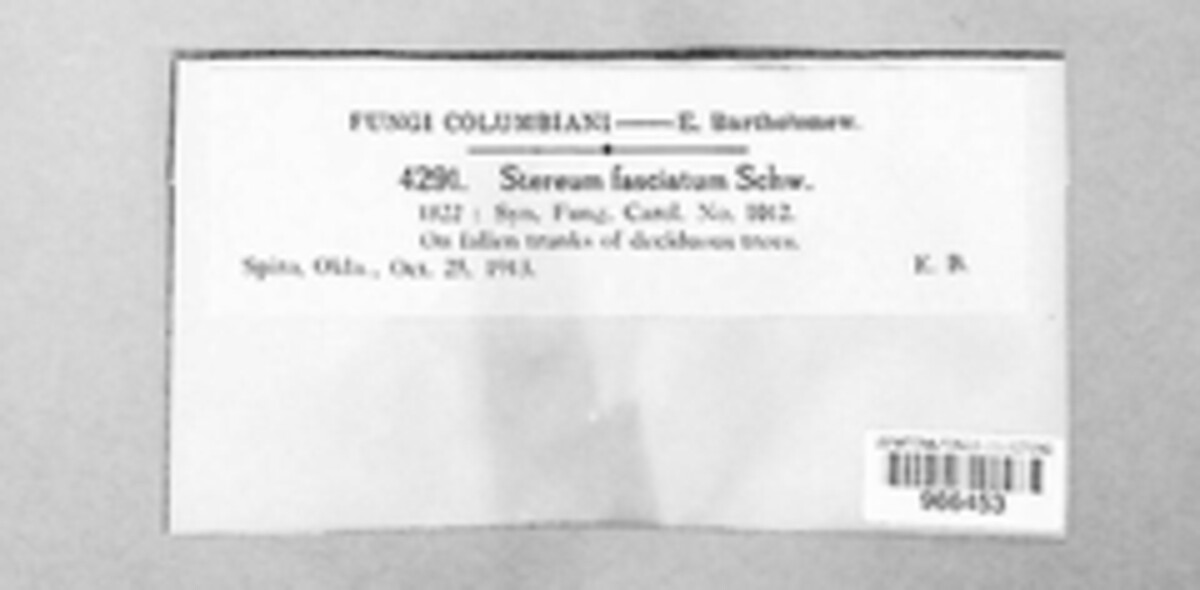 FUNGI COLUMBIANI — E. Bartholomew.
4291. Stereum fasciatum Schw.
1822 : Syn. Fung. Carol. No. 1012.
On fallen trunks of deciduous trees.
Spiro, Okla., Oct. 25, 1913. E. B.
966453